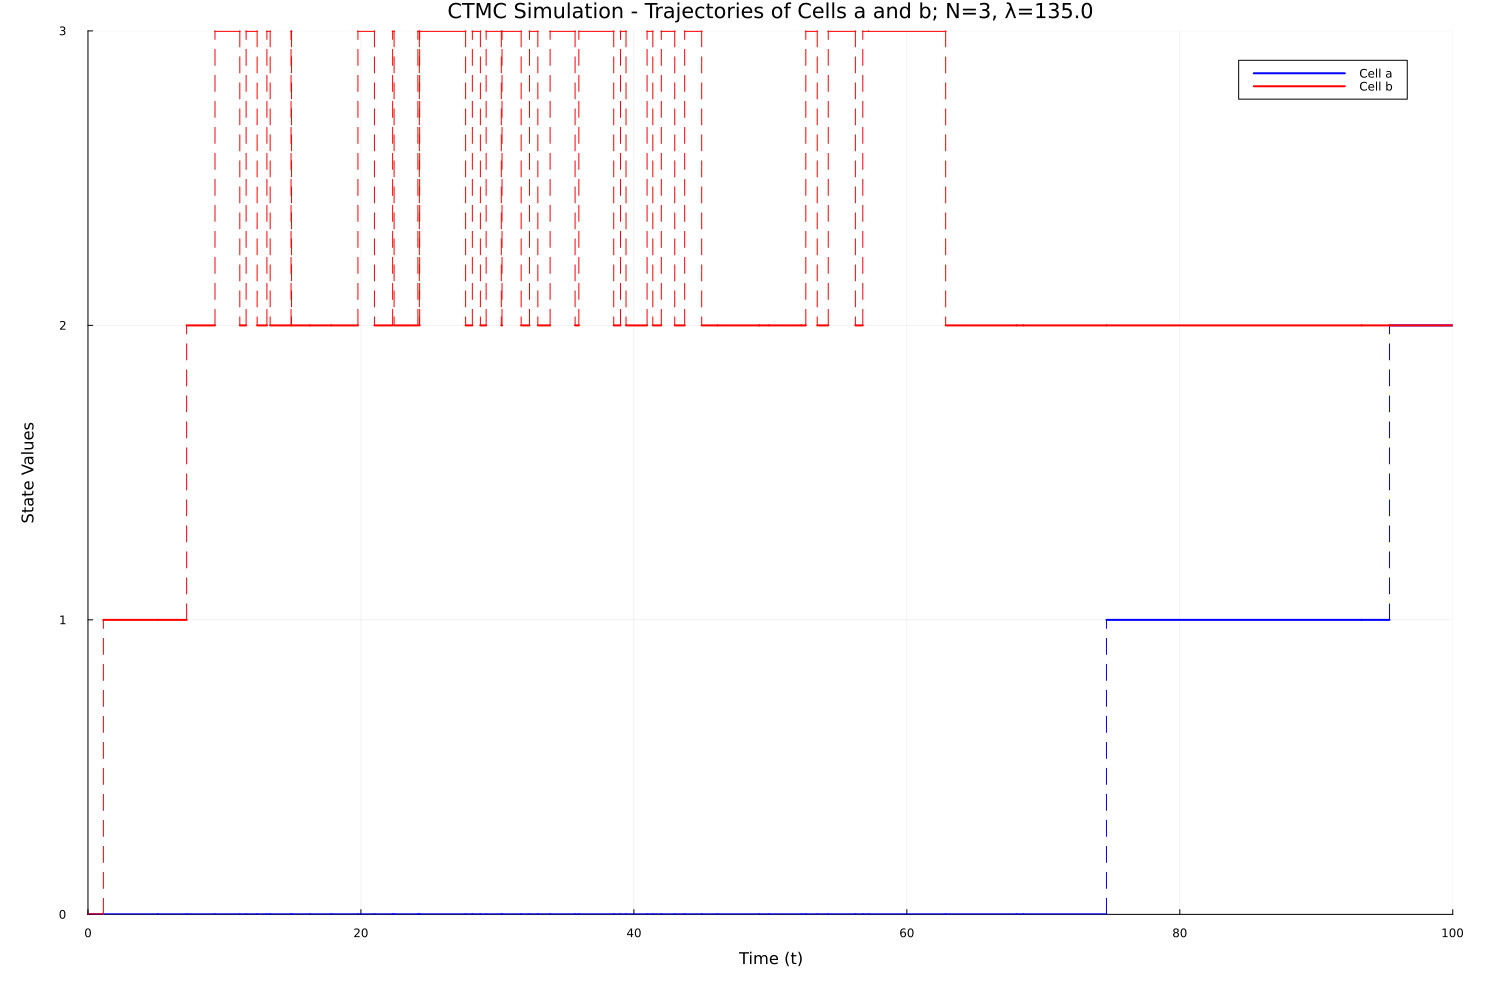 CTMC Simulation - Trajectories of Cells a and b; N=3, λ=135.0
Cell a
Cell b
State Values
3
2
1
0
0 20 40 60 80 100
Time (t)